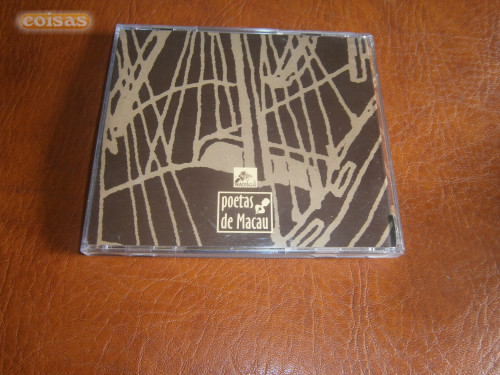 coisas
poetas
de Macau